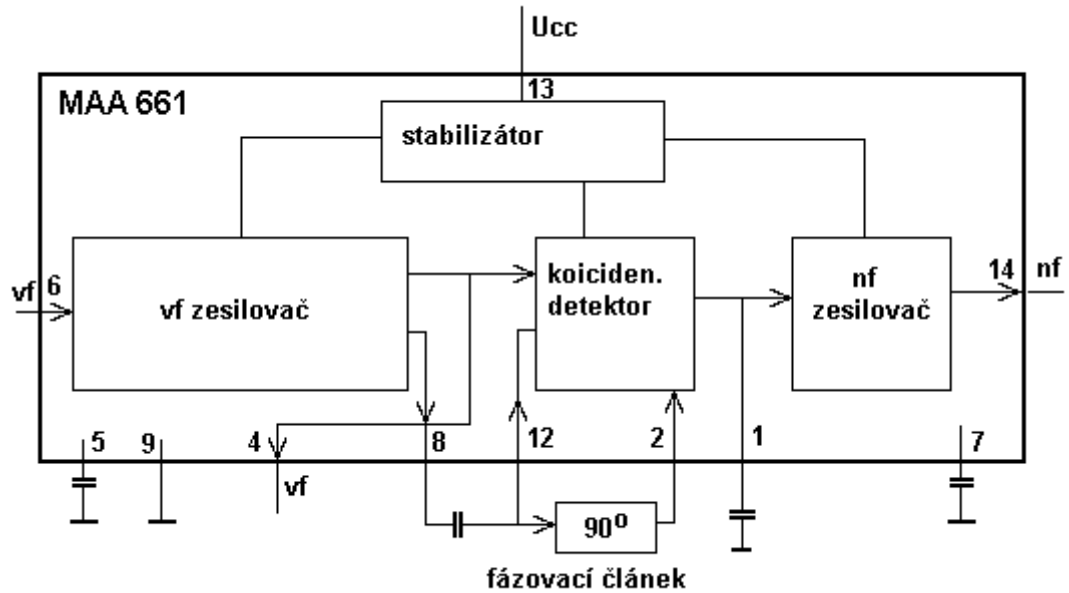 Ucc
MAA 661
13
stabilizátor
vf
6
vf zesilovač
koiciden.
detektor
nf
zesilovač
14
nf
5
9
4
8
12
2
1
7
vf
90º
fázovací článek